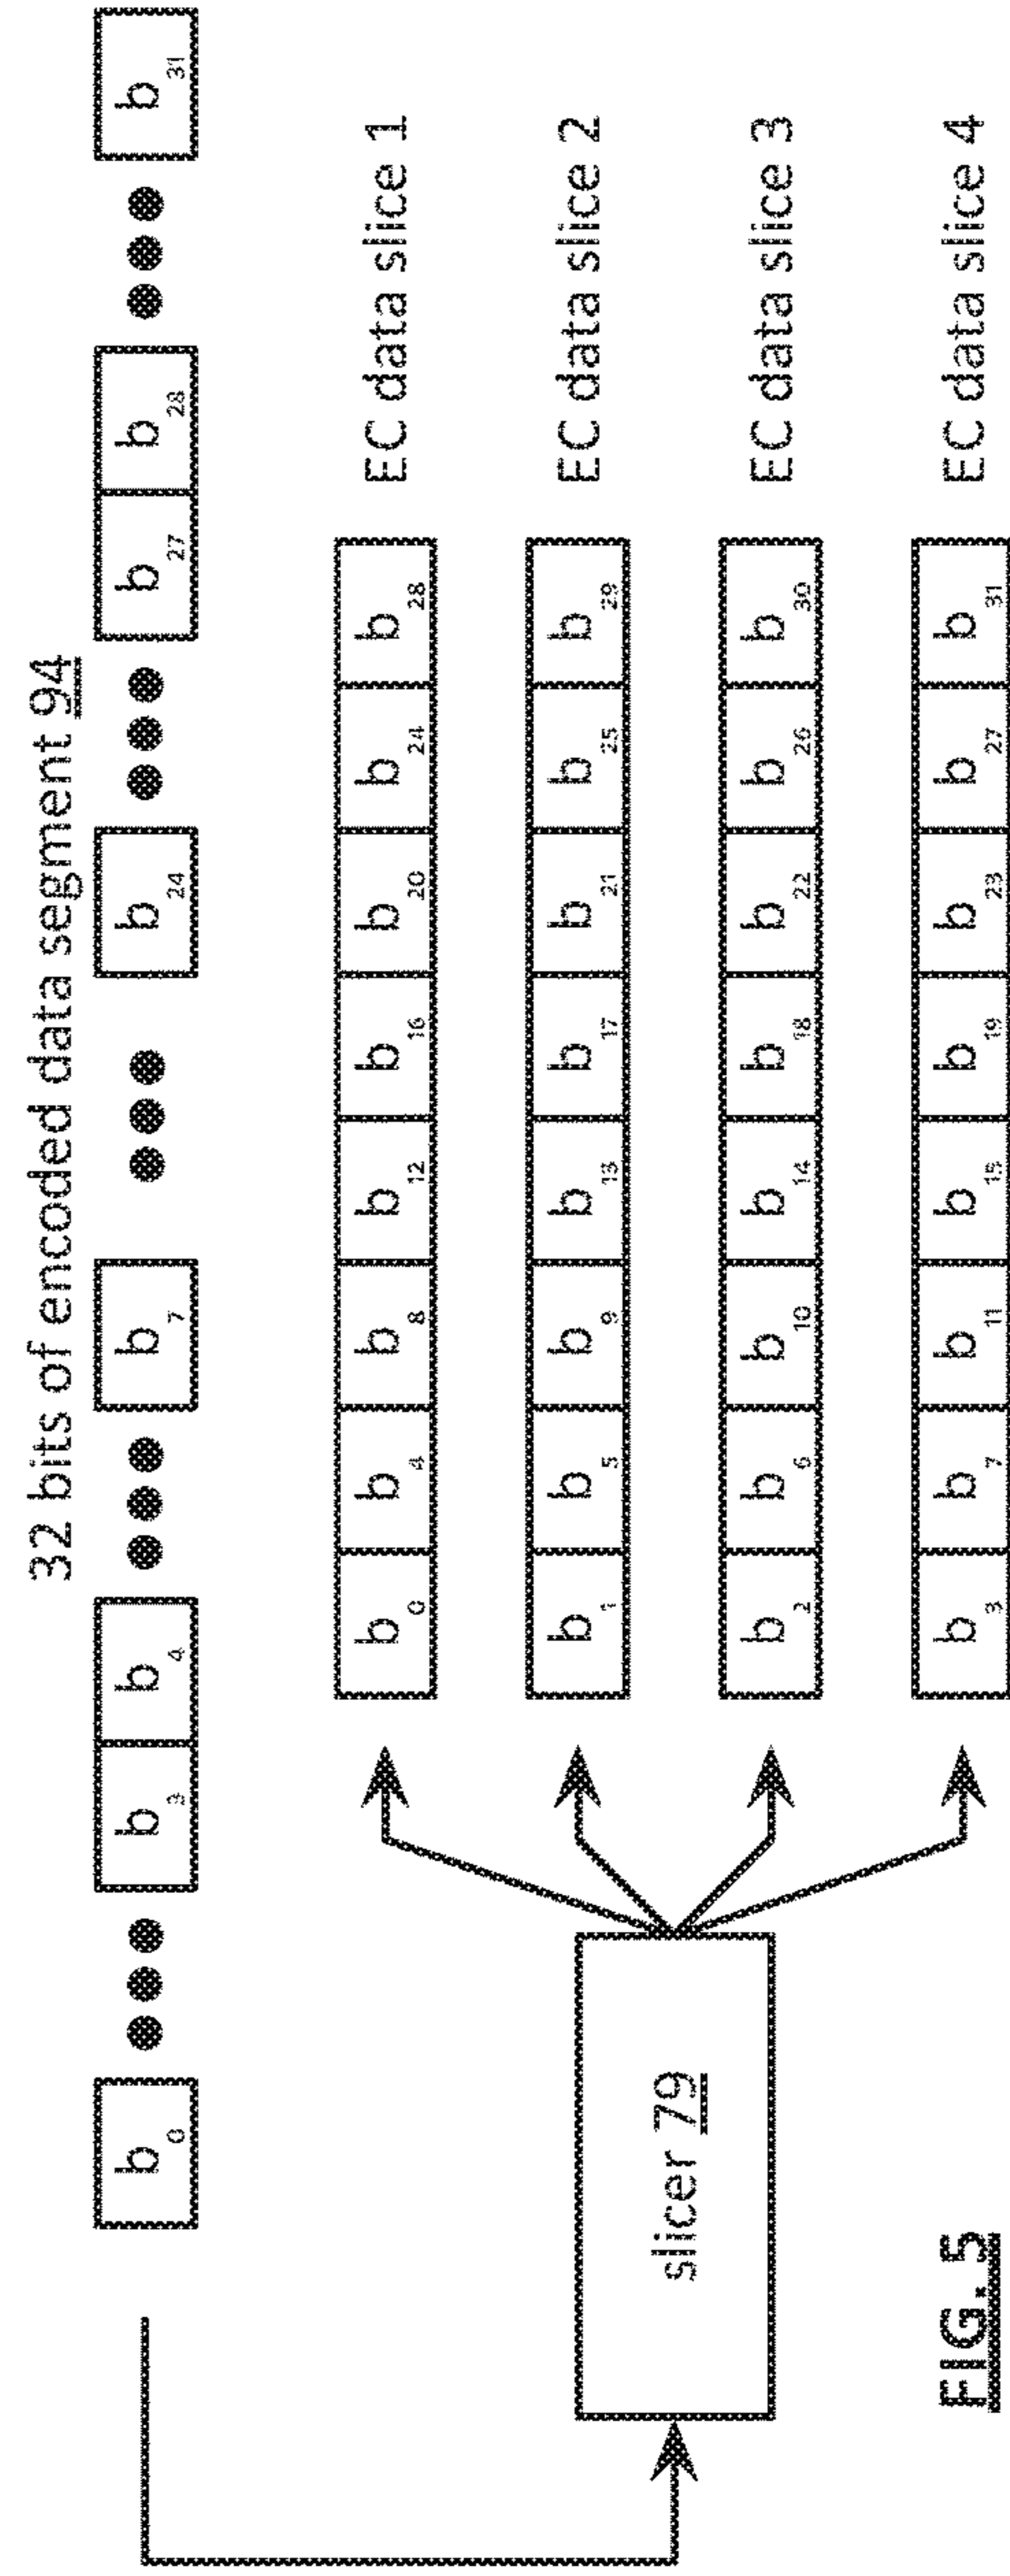 32 bits of encoded data segment 94
b0 ••• b3 b4 ••• b7 ••• b24 ••• b27 b28 ••• b31
b0 b4 b8 b12 b16 b20 b24 b28 EC data slice 1
b1 b5 b9 b13 b17 b21 b25 b29 EC data slice 2
slicer 79
b2 b6 b10 b14 b18 b22 b26 b30 EC data slice 3
b3 b7 b11 b15 b19 b23 b27 b31 EC data slice 4
FIG. 5